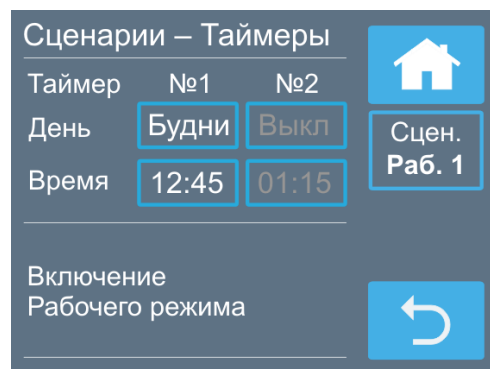 Сценарии – Таймеры
Таймер №1 №2
День Будни Выкл
Время 12:45 01:15
Сцен.
Раб. 1
Включение
Рабочего режима